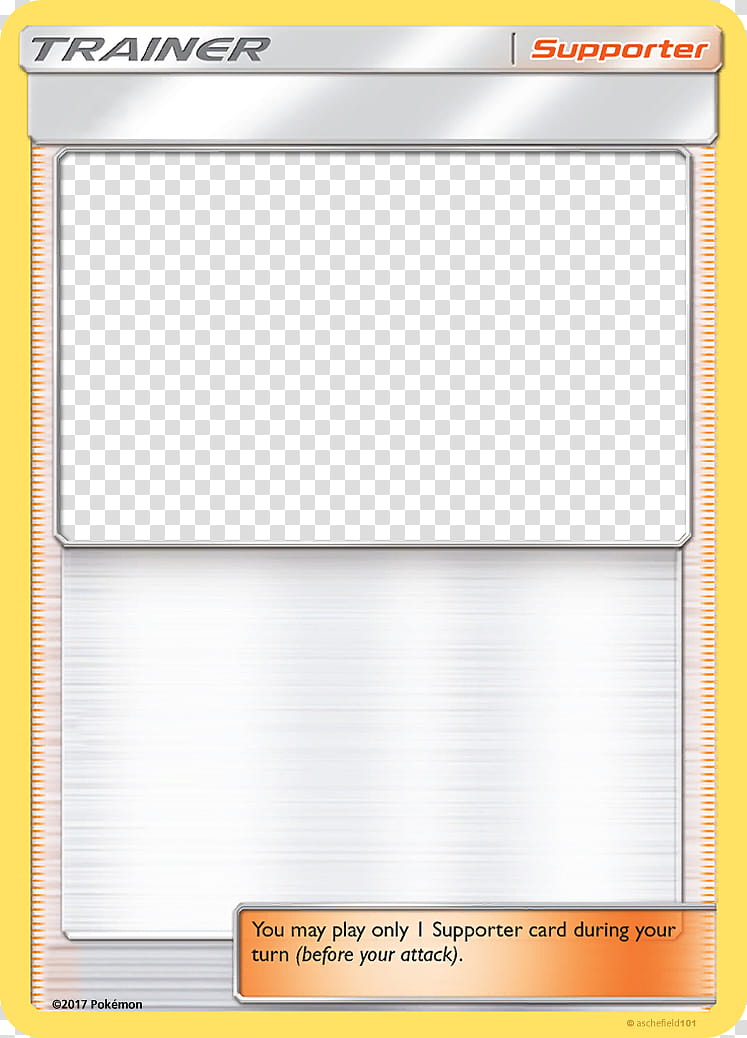 TRAINER | Supporter
You may play only 1 Supporter card during your
turn (before your attack).
©2017 Pokémon
© aschefield101